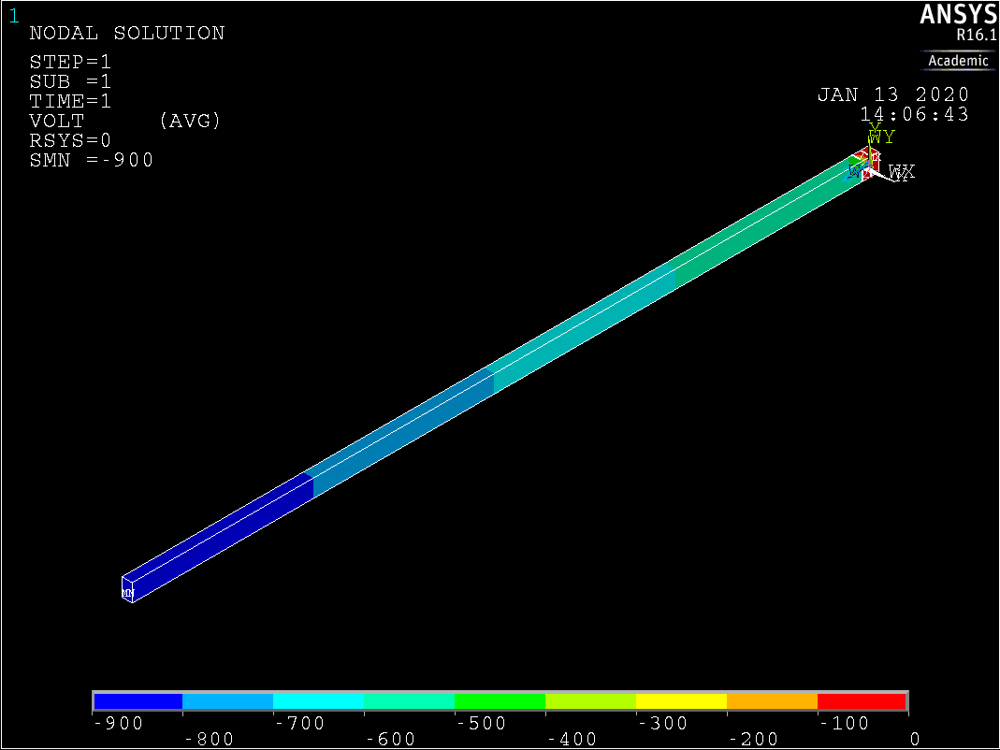 1
NODAL SOLUTION
STEP=1
SUB =1
TIME=1
VOLT (AVG)
RSYS=0
SMN =-900
ANSYS
R16.1
Academic
JAN 13 2020
14:06:43
Y
WY
WX
MN
-900
-800
-700
-600
-500
-400
-300
-200
-100
0